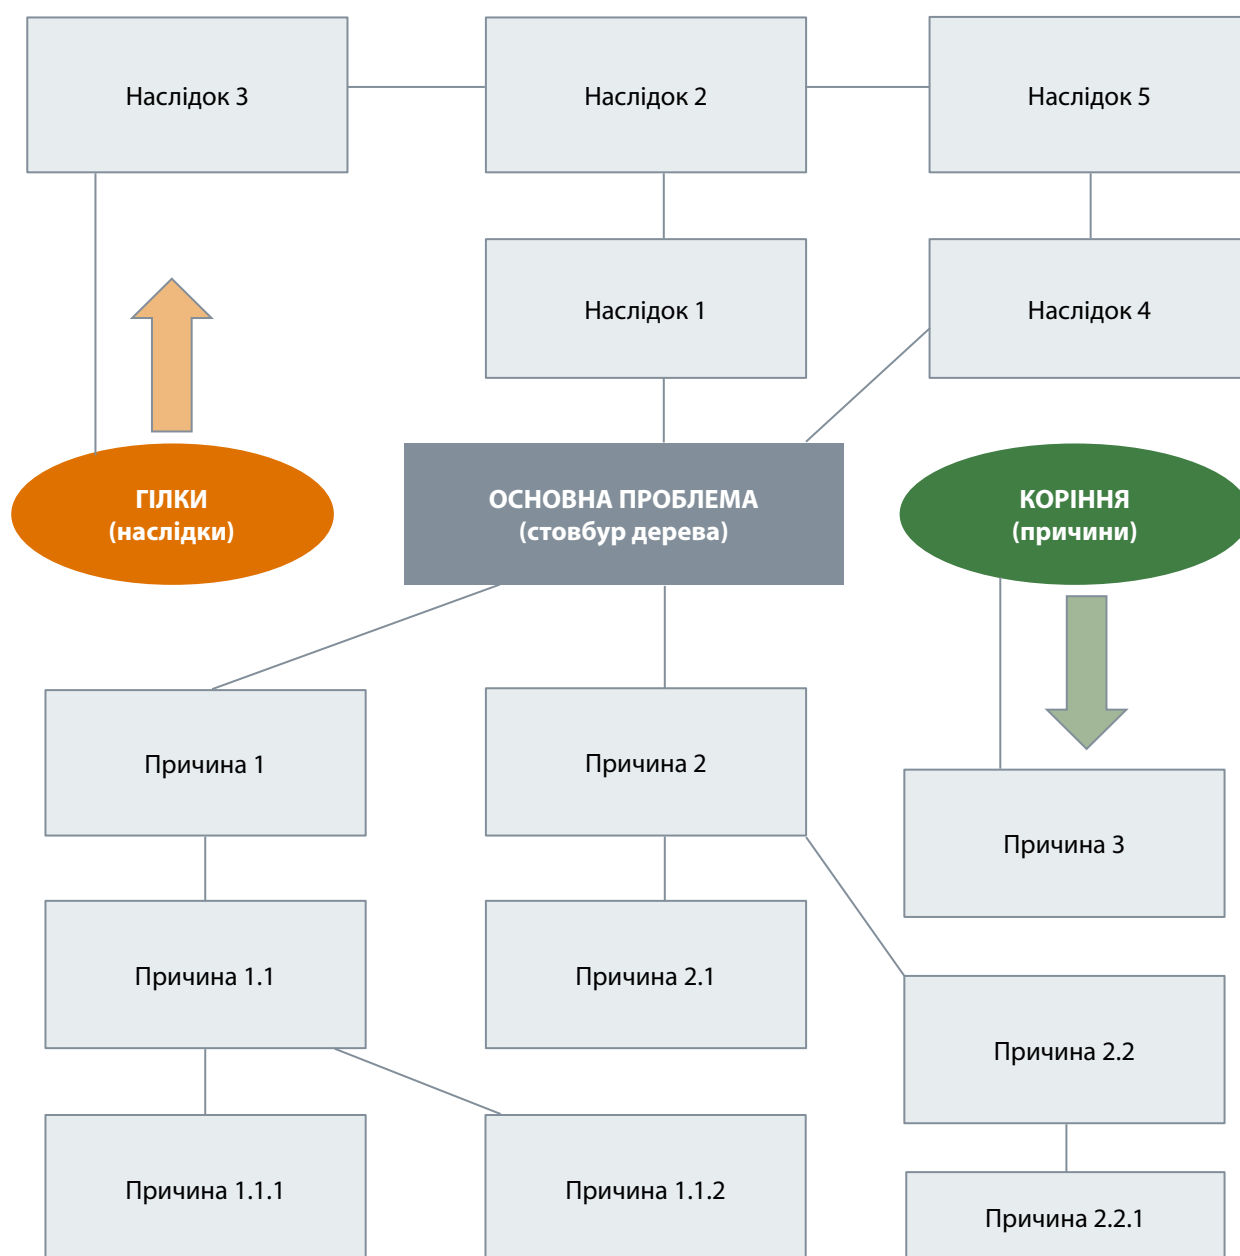 Наслідок 3
Наслідок 2
Наслідок 5
Наслідок 1
Наслідок 4
ГІЛКИ
(наслідки)
ОСНОВНА ПРОБЛЕМА
(стовбур дерева)
КОРІННЯ
(причини)
Причина 1
Причина 2
Причина 3
Причина 1.1
Причина 2.1
Причина 2.2
Причина 1.1.1
Причина 1.1.2
Причина 2.2.1